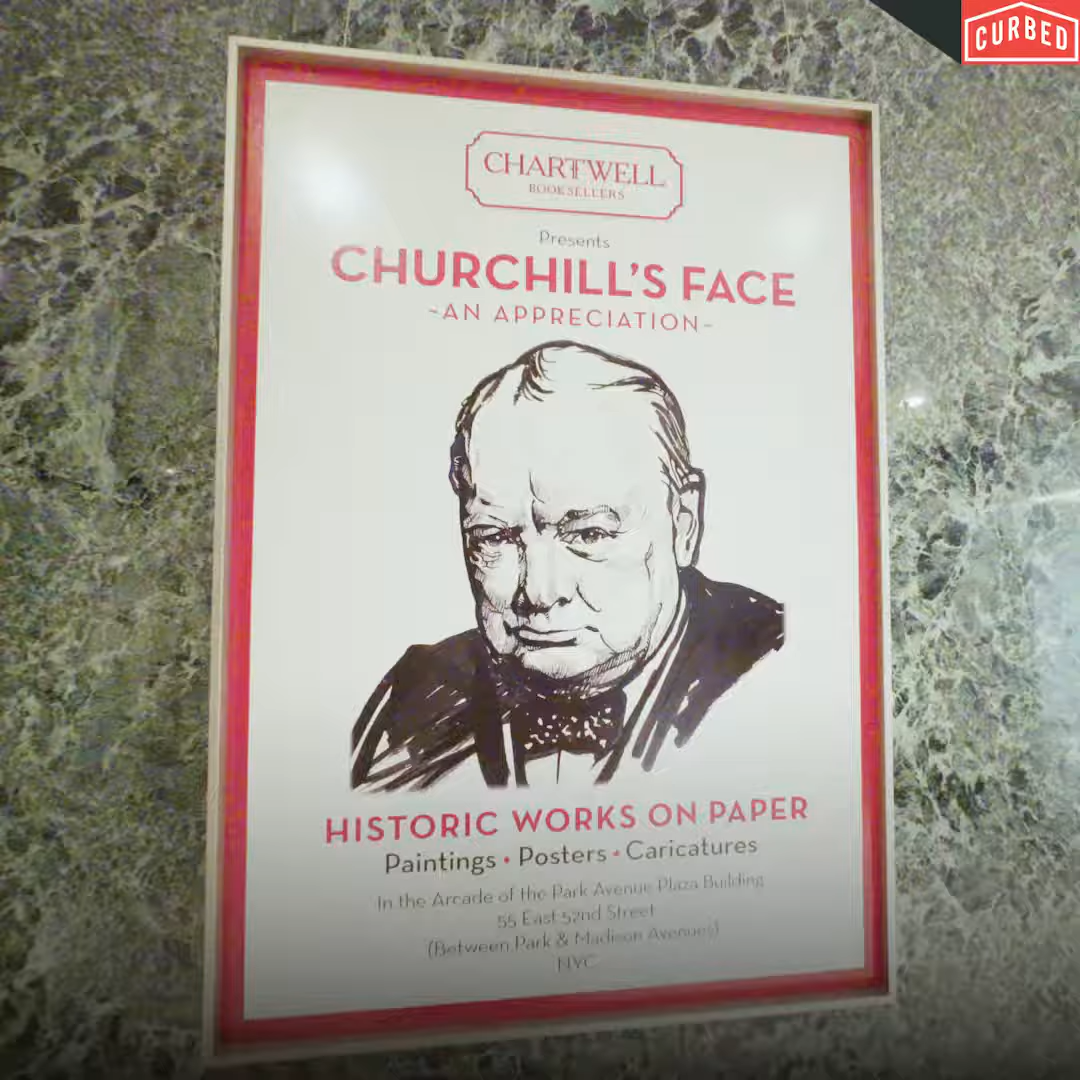 CURBED
CHARTWELL
BOOKSELLERS
Presents
CHURCHILL'S FACE
-AN APPRECIATION-
HISTORIC WORKS ON PAPER
Paintings • Posters • Caricatures
In the Arcade of the Park Avenue Plaza Building
55 East 52nd Street
(Between Park & Madison Avenues)
NYC